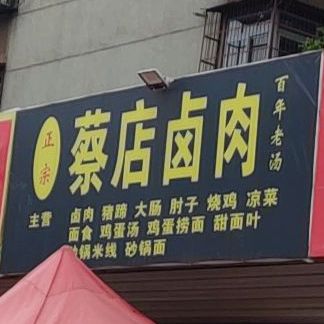 正宗
蔡店卤肉
百年老汤
主营 卤肉 猪蹄 大肠 肘子 烧鸡 凉菜
面食 鸡蛋汤 鸡蛋捞面 甜面叶
锅米线 砂锅面